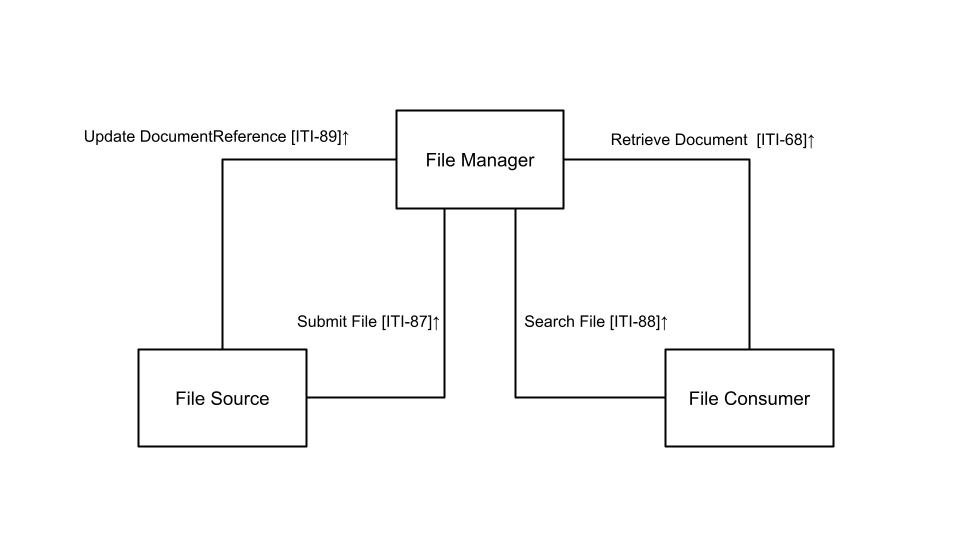 Update DocumentReference [ITI-89]↑
File Manager
Retrieve Document  [ITI-68]↑
Submit File [ITI-87]↑
Search File [ITI-88]↑
File Source
File Consumer